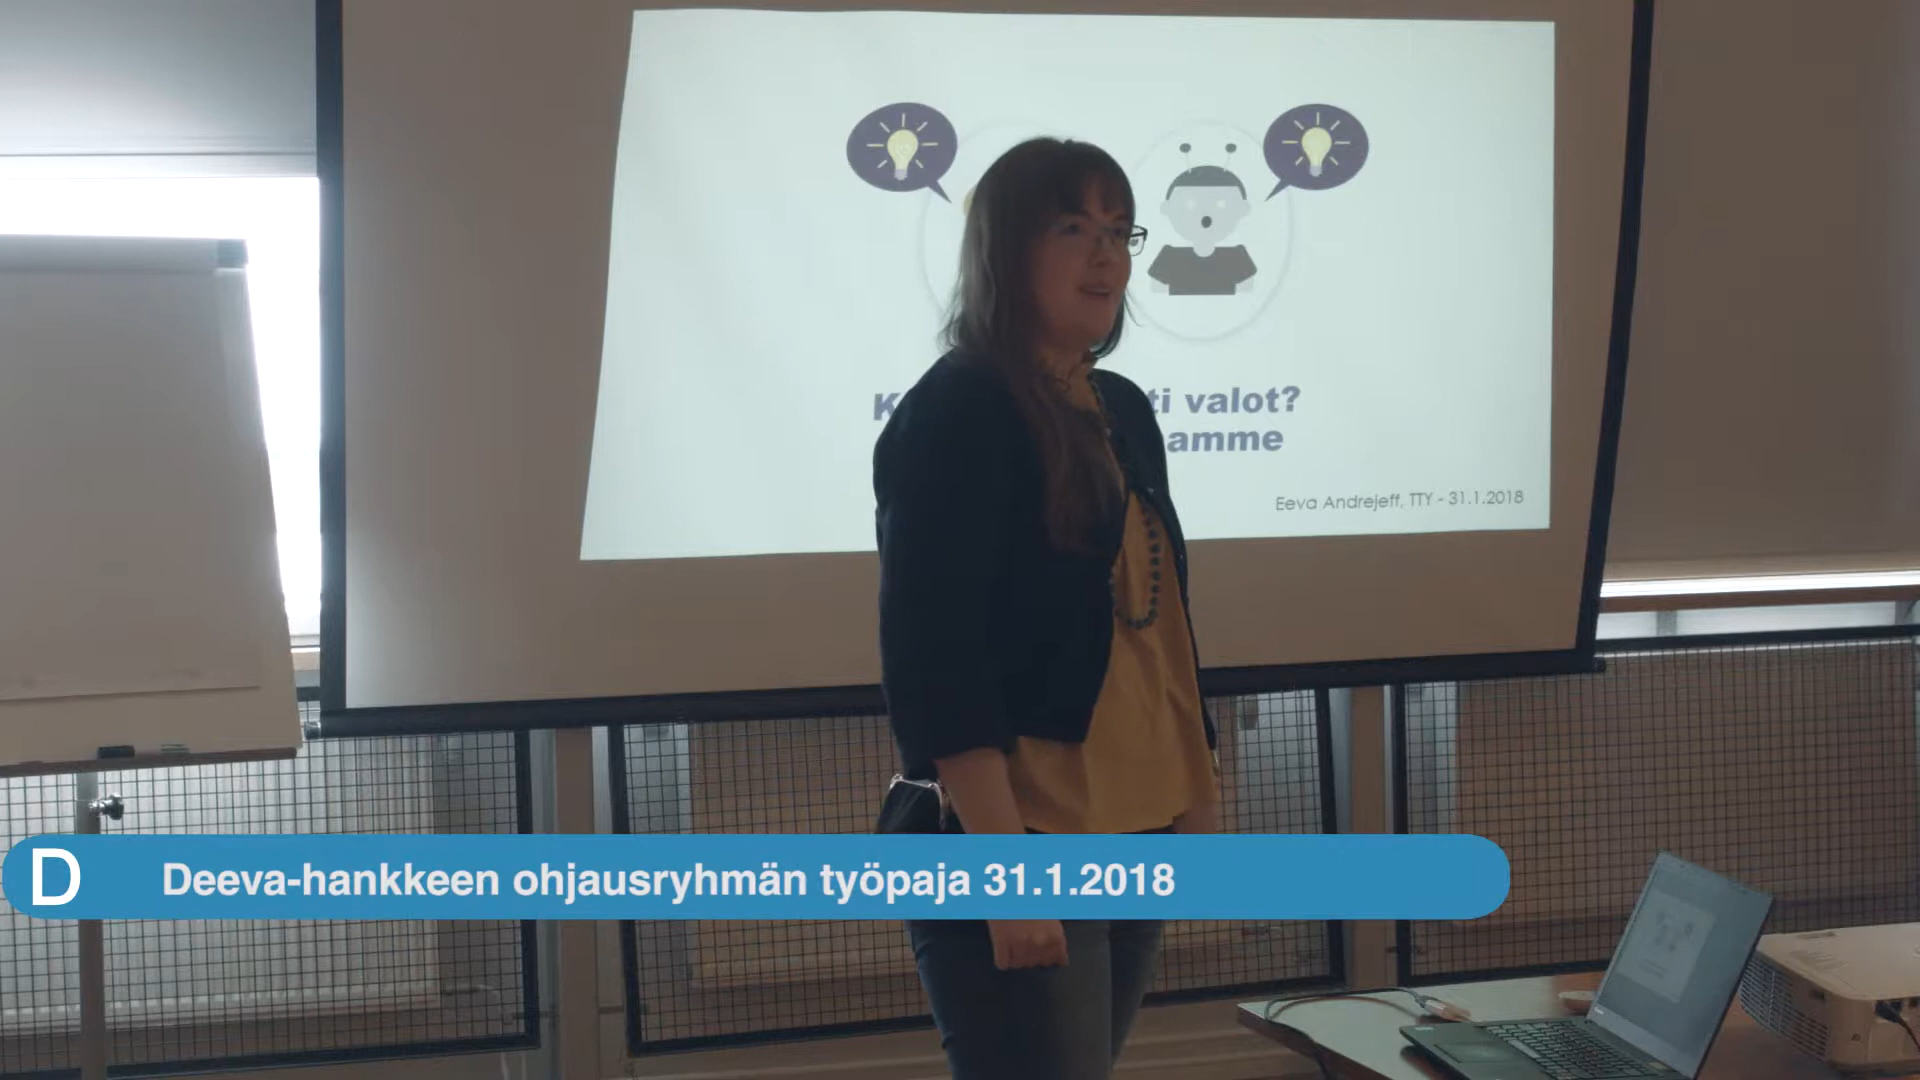 ti valot?
amme
Eeva Andrejeff, TTY - 31.1.2018
D
Deeva-hankkeen ohjausryhmän työpaja 31.1.2018